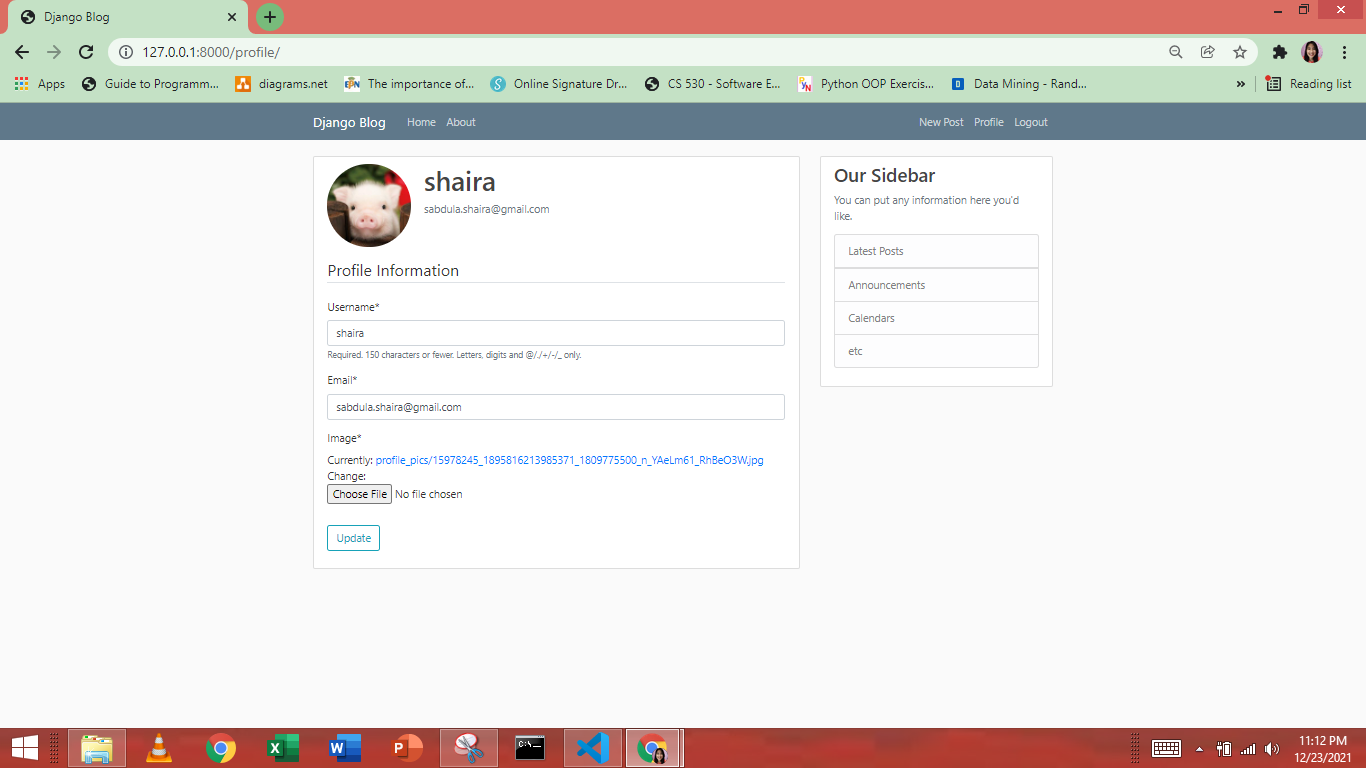 Django Blog
127.0.0.1:8000/profile/
Apps
Guide to Programm...
diagrams.net
The importance of...
Online Signature Dr...
CS 530 - Software E...
Python OOP Exercis...
Data Mining - Rand...
»
Reading list
Django Blog
Home
About
New Post
Profile
Logout
shaira
sabdula.shaira@gmail.com
Profile Information
Username*
shaira
Required. 150 characters or fewer. Letters, digits and @/./+/-/_ only.
Email*
sabdula.shaira@gmail.com
Image*
Currently: profile_pics/15978245_1895816213985371_1809775500_n_YAeLm61_RhBeO3W.jpg
Change:
Choose File No file chosen
Update
Our Sidebar
You can put any information here you'd
like.
Latest Posts
Announcements
Calendars
etc
11:12 PM
12/23/2021